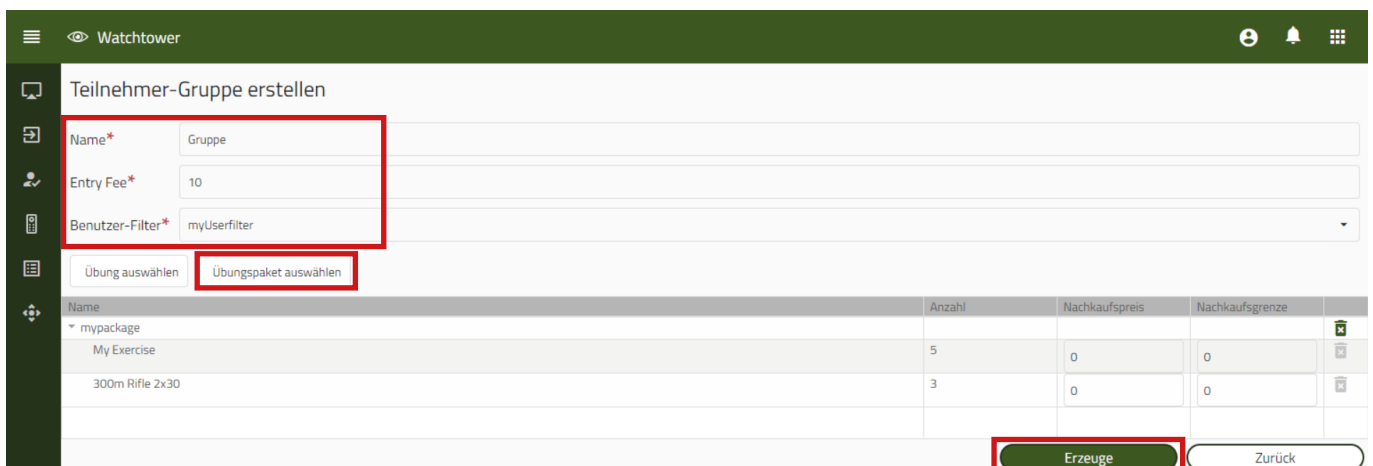 Watchtower
Teilnehmer-Gruppe erstellen
Name* Gruppe
Entry Fee* 10
Benutzer-Filter* myUserfilter
Übung auswählen Übungspaket auswählen
Name Anzahl Nachkaufspreis Nachkaufsgrenze
mypackage
My Exercise 5 0 0
300m Rifle 2x30 3 0 0
Erzeuge Zurück